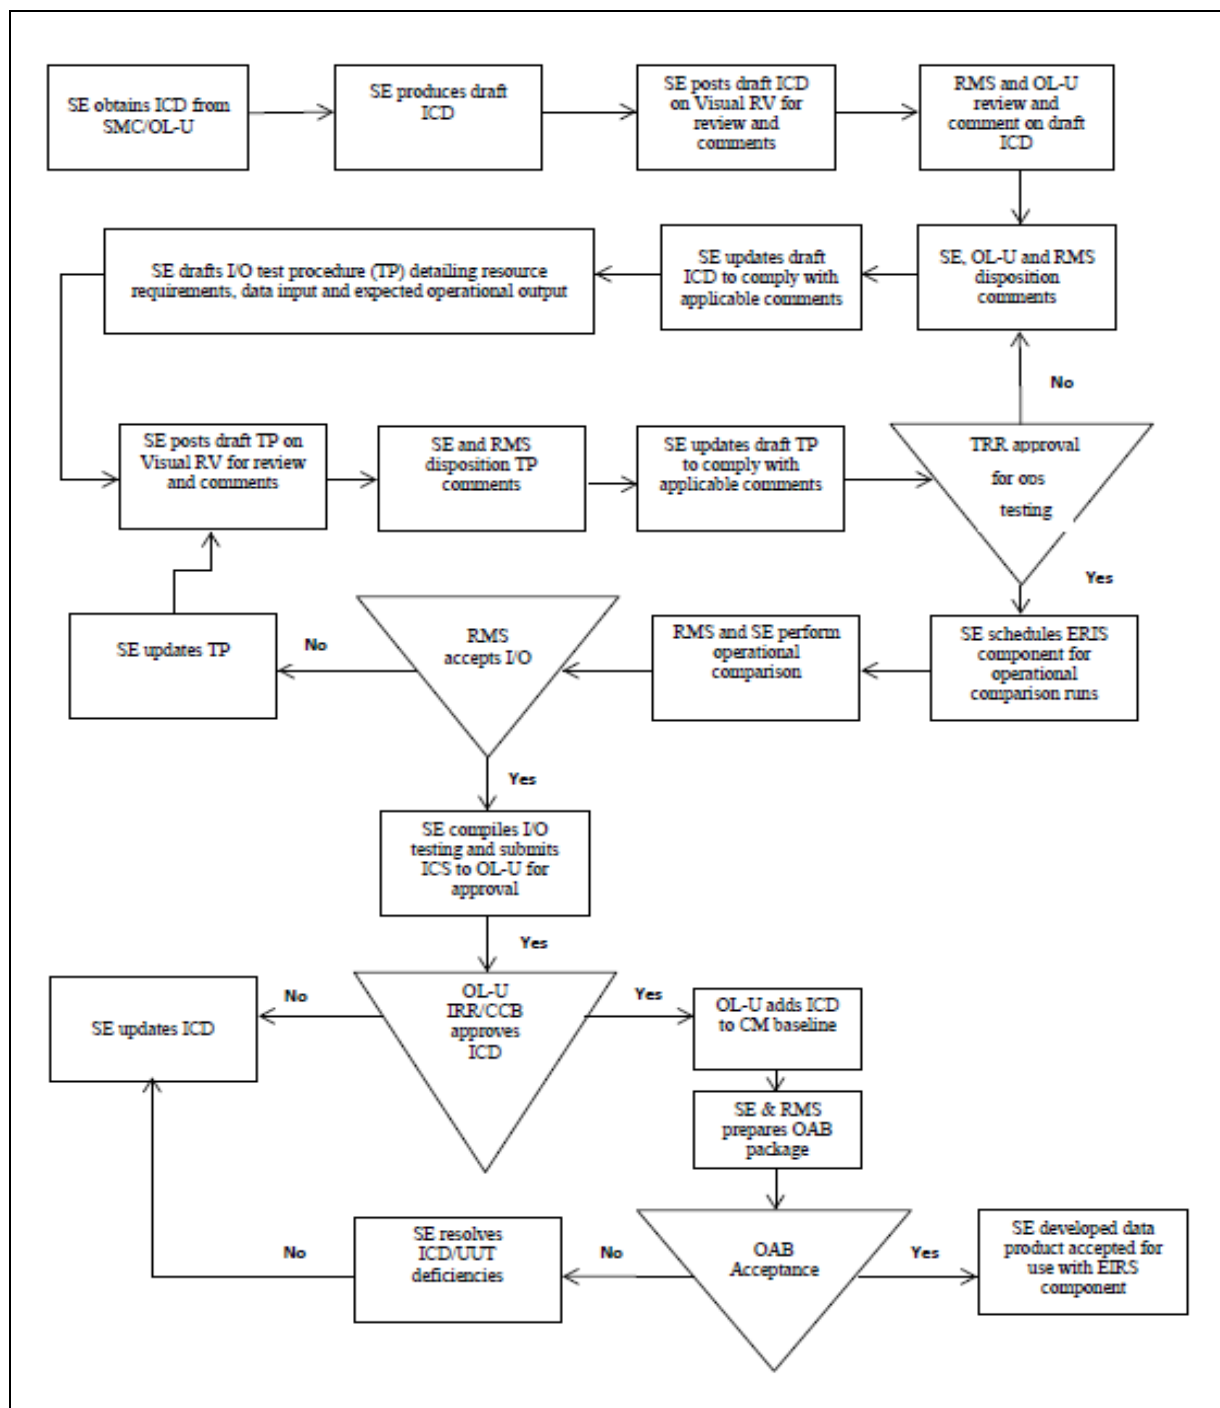 SE obtains ICD from
SMC/OL-U
SE produces draft
ICD
SE posts draft ICD
on Visual RV for
review and
comments
RMS and OL-U
review and
comment on draft
ICD
SE drafts I/O test procedure (TP) detailing resource
requirements, data input and expected operational output
SE updates draft
ICD to comply with
applicable comments
SE, OL-U and RMS
disposition
comments
No
SE posts draft TP on
Visual RV for review
and comments
SE and RMS
disposition TP
comments
SE updates draft TP
to comply with
applicable comments
TRR approval
for ops
testing
Yes
SE updates TP
No
RMS
accepts I/O
RMS and SE perform
operational
comparison
SE schedules ERIS
component for
operational
comparison runs
Yes
SE compiles I/O
testing and submits
ICS to OL-U for
approval
Yes
SE updates ICD
No
OL-U
IRR/CCB
approves
ICD
Yes
OL-U adds ICD
to CM baseline
SE & RMS
prepares OAB
package
No
SE resolves
ICD/UUT
deficiencies
No
OAB
Acceptance
Yes
SE developed data
product accepted for
use with EIRS
component